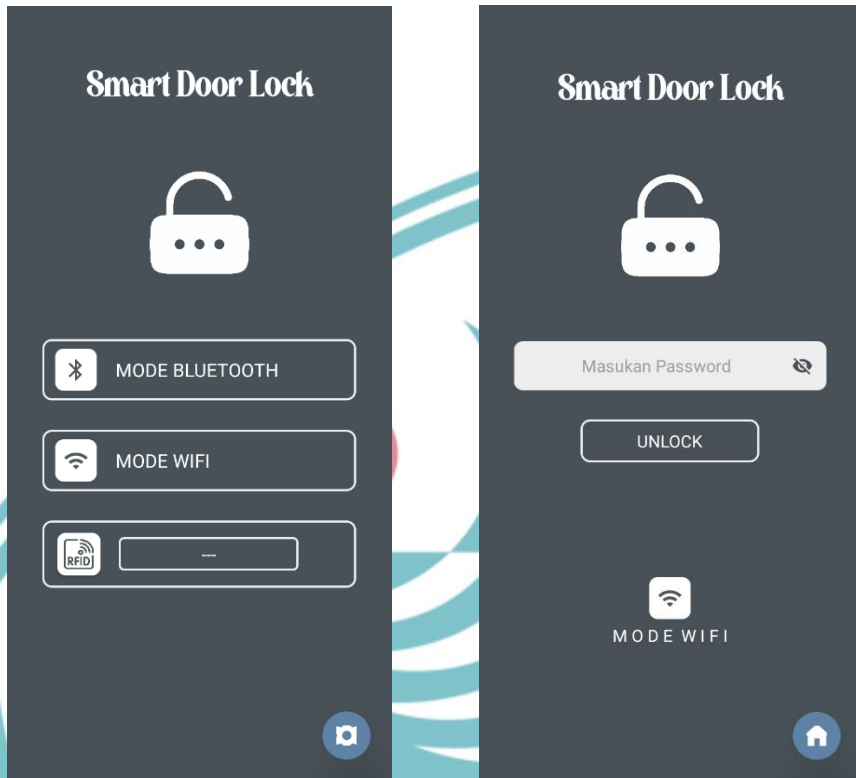 Smart Door Lock
MODE BLUETOOTH
MODE WIFI
RFID
---
Smart Door Lock
Masukan Password
UNLOCK
MODE WIFI